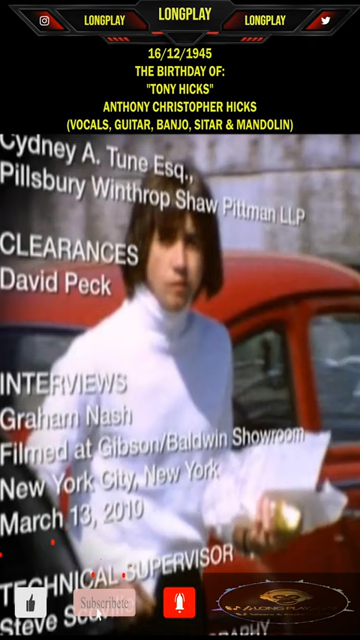 LONGPLAY
LONGPLAY
LONGPLAY
16/12/1945
THE BIRTHDAY OF:
"TONY HICKS"
ANTHONY CHRISTOPHER HICKS
(VOCALS, GUITAR, BANJO, SITAR & MANDOLIN)
Cydney A. Tune Esq.,
Pillsbury Winthrop Shaw Pittman LLP
CLEARANCES
David Peck
INTERVIEWS
Graham Nash
Filmed at Gibson/Baldwin Showroom
New York City, New York
March 13, 2010
TECHNICAL SUPERVISOR
Steve
Subscribete